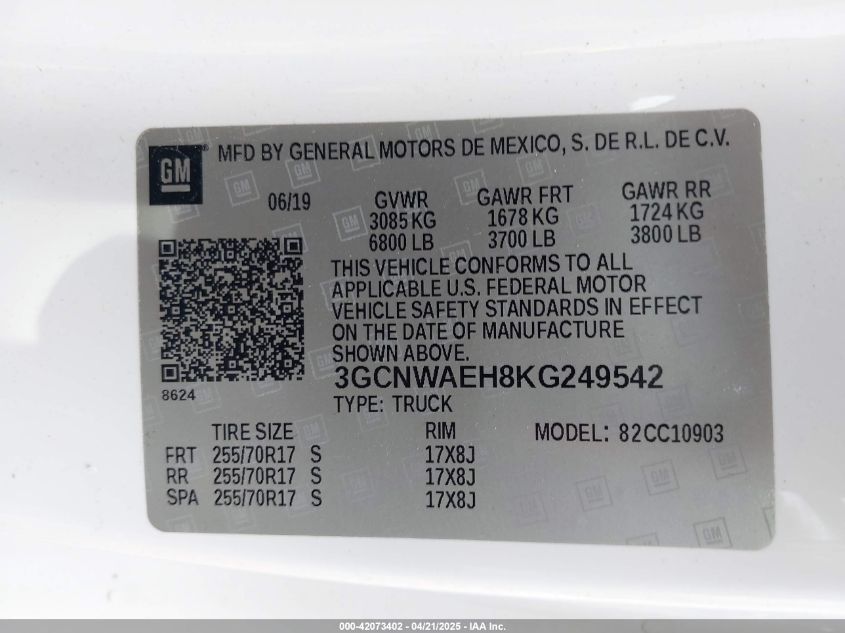 GM® MFD BY GENERAL MOTORS DE MEXICO, S. DE R.L. DE C.V.
06/19 GVWR GAWR FRT GAWR RR
3085 KG 1678 KG 1724 KG
6800 LB 3700 LB 3800 LB
THIS VEHICLE CONFORMS TO ALL
APPLICABLE U.S. FEDERAL MOTOR
VEHICLE SAFETY STANDARDS IN EFFECT
ON THE DATE OF MANUFACTURE
SHOWN ABOVE.
8624
3GCNWAEH8KG249542
TYPE: TRUCK
TIRE SIZE RIM MODEL: 82CC10903
FRT 255/70R17 S 17X8J
RR 255/70R17 S 17X8J
SPA 255/70R17 S 17X8J
000-42073402 - 04/21/2025 - IAA Inc.